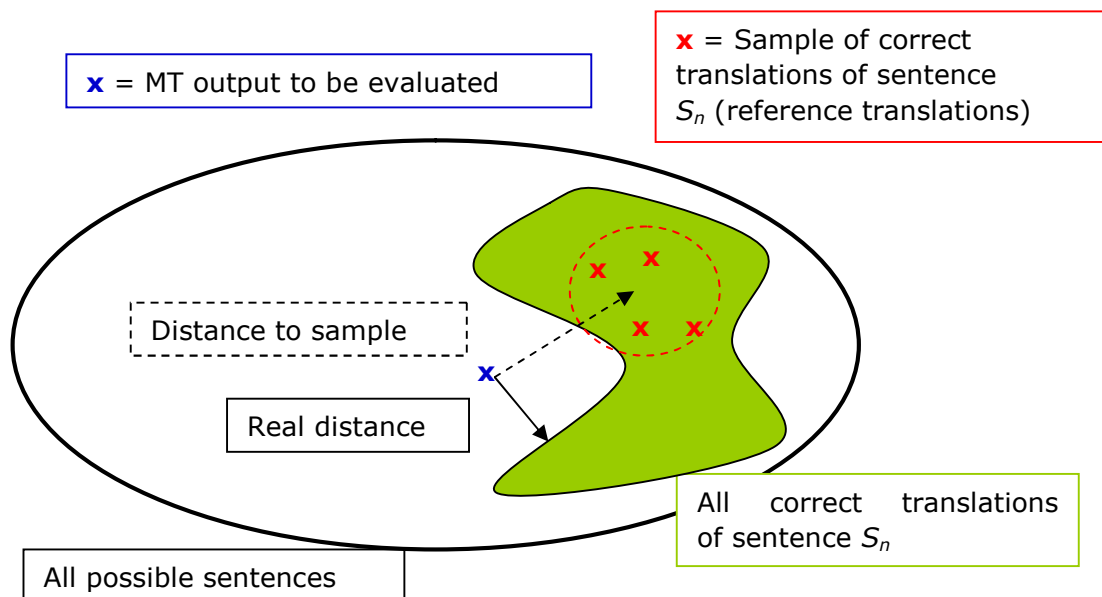 x = MT output to be evaluated
x = Sample of correct
translations of sentence
Sₙ (reference translations)
x
x
Distance to sample
x
x
x
Real distance
All correct translations
of sentence Sₙ
All possible sentences